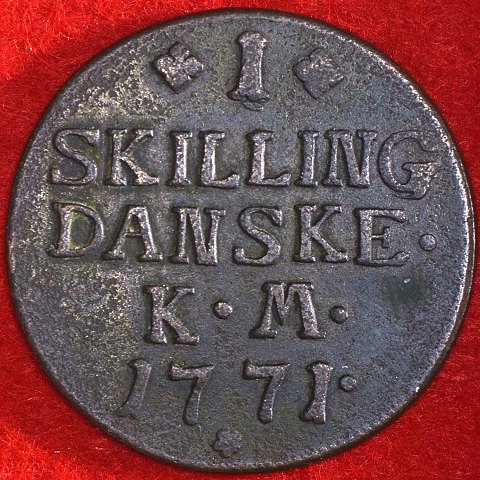 1
SKILLING
DANSKE·
K·M·
1771·